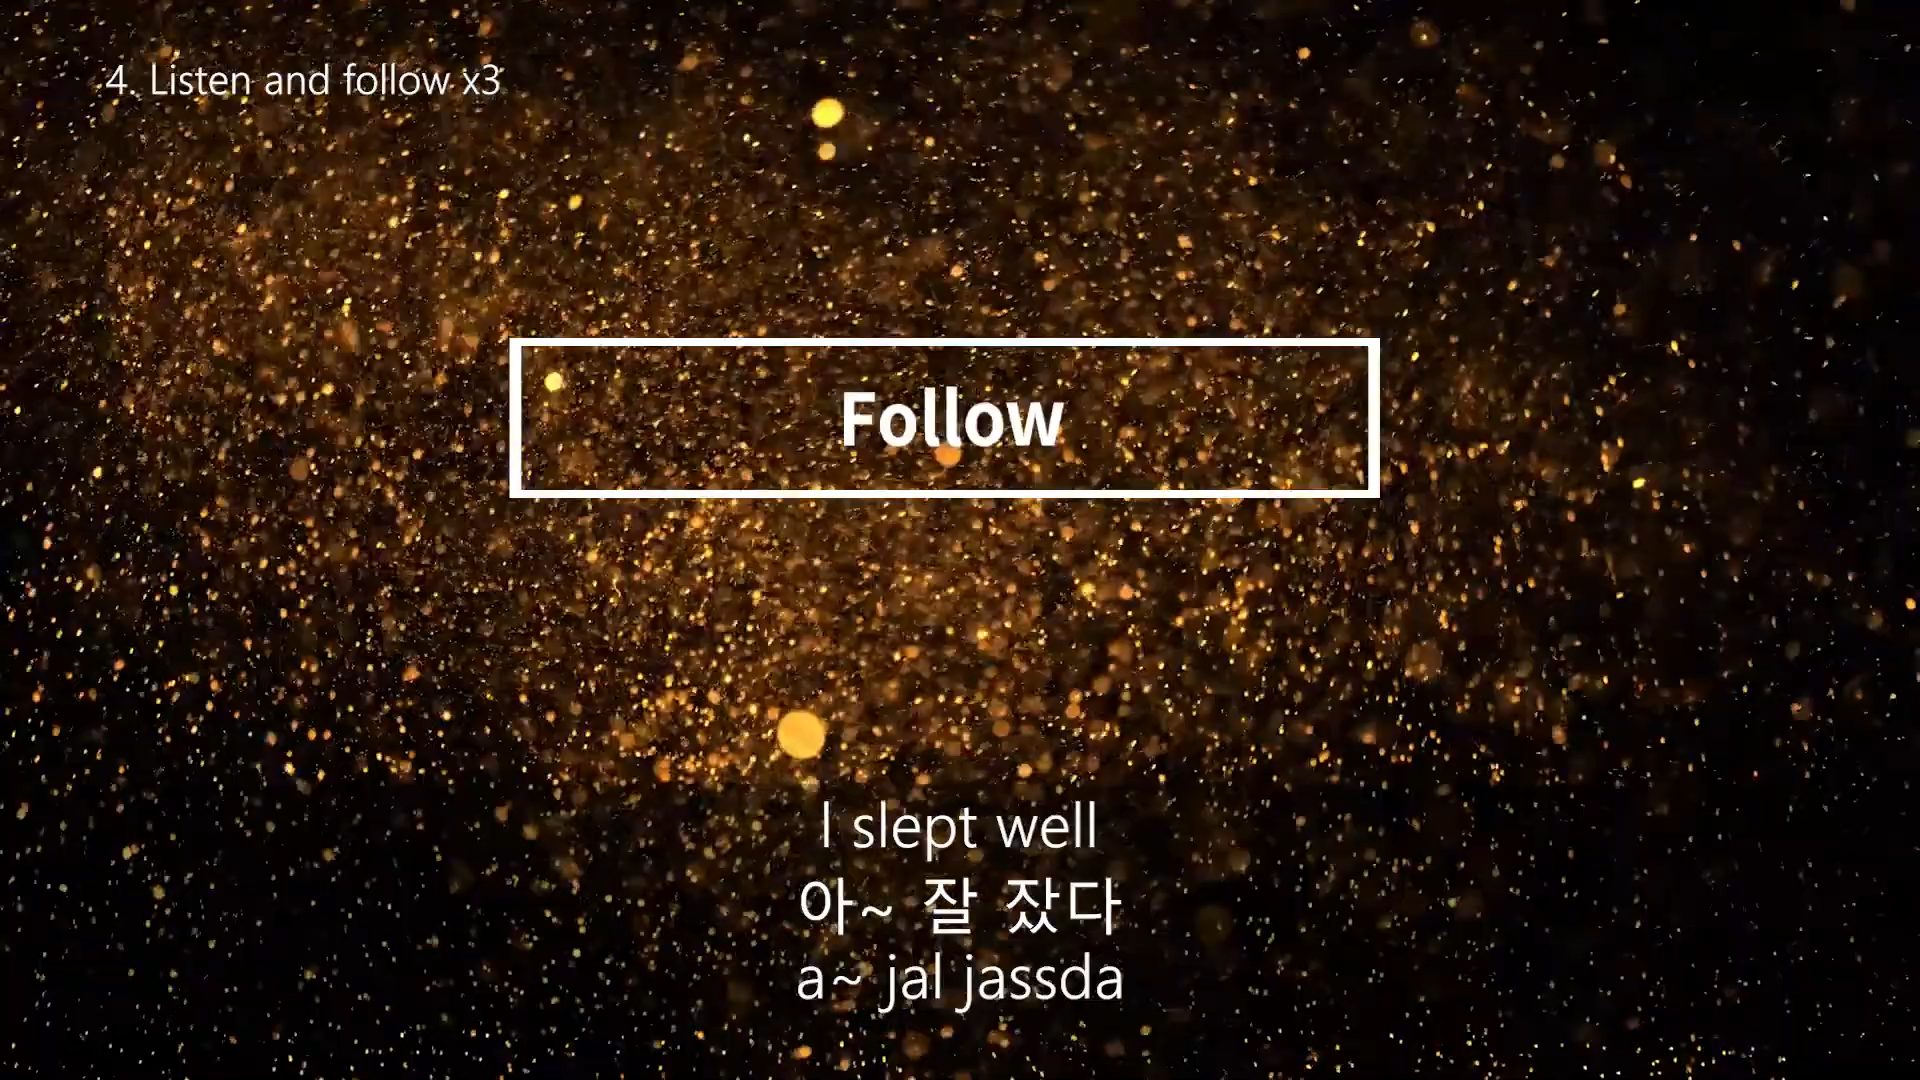 4. Listen and follow x3
Follow
I slept well
아~ 잘 잤다
a~ jal jassda